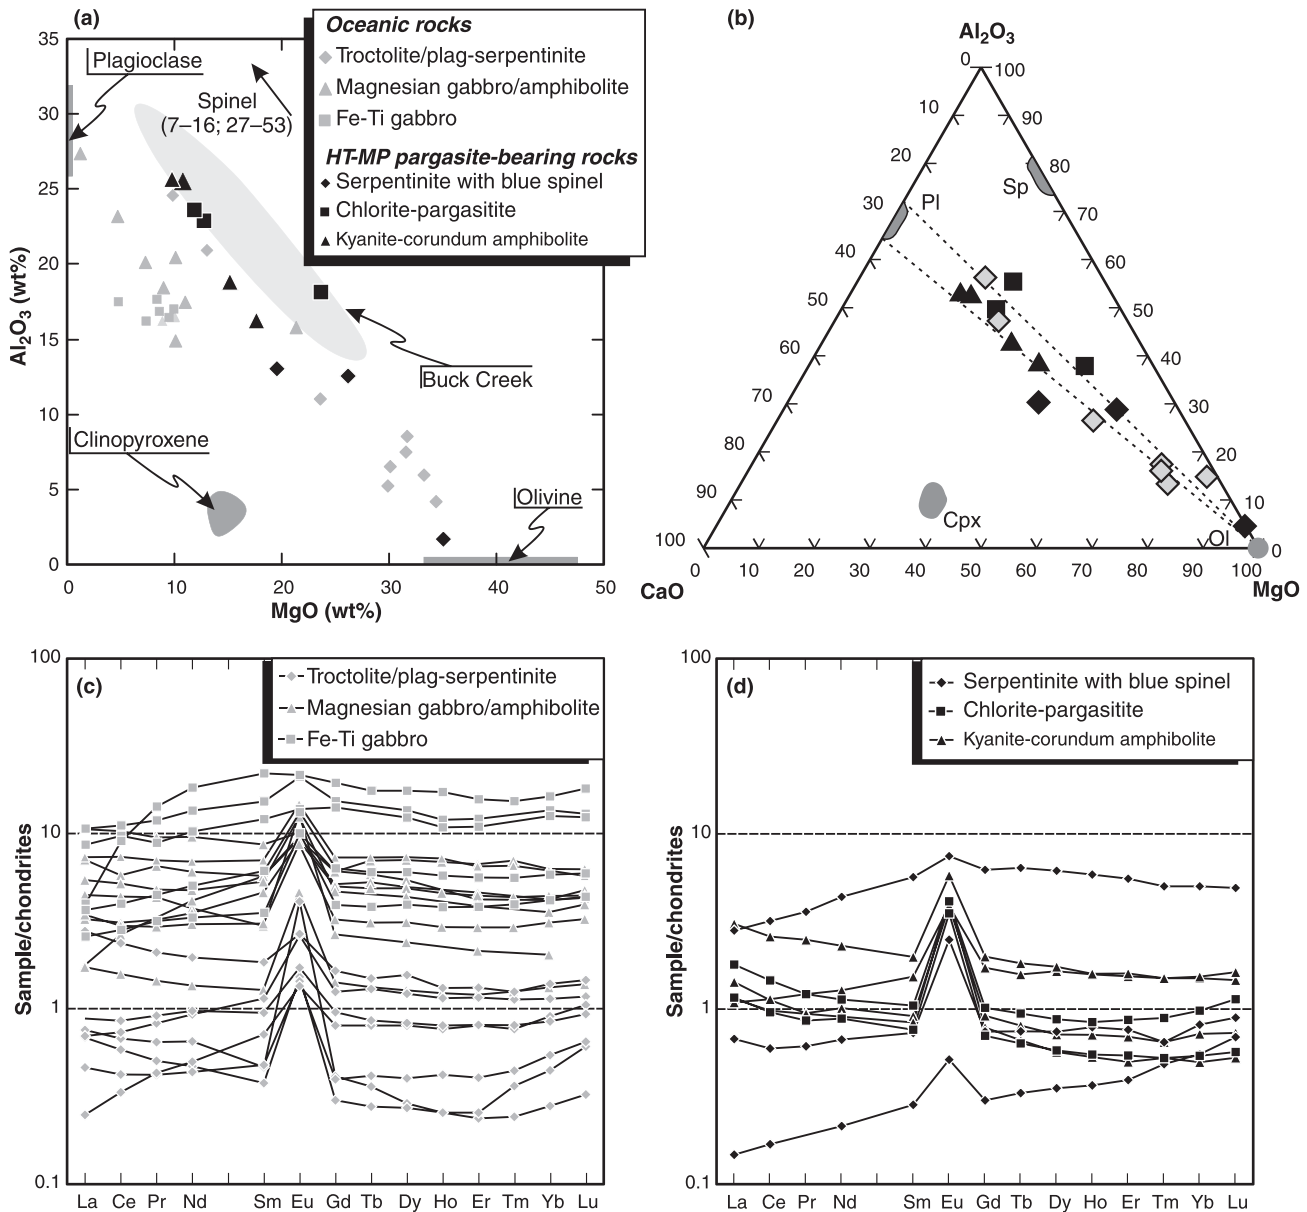 (a)
Oceanic rocks
Troctolite/plag-serpentinite
Magnesian gabbro/amphibolite
Fe-Ti gabbro
HT-MP pargasite-bearing rocks
Serpentinite with blue spinel
Chlorite-pargasitite
Kyanite-corundum amphibolite
Plagioclase
Spinel
(7–16; 27–53)
Buck Creek
Clinopyroxene
Olivine
35
30
25
20
15
10
5
0
Al2O3 (wt%)
0 10 20 30 40 50
MgO (wt%)
(b)
Al2O3
0 100
10 90
20 80
30 70
40 60
50 50
60 40
70 30
80 20
90 10
100 0
Sp
Pl
Cpx
Ol
0 10 20 30 40 50 60 70 80 90 100
CaO MgO
(c)
Troctolite/plag-serpentinite
Magnesian gabbro/amphibolite
Fe-Ti gabbro
100
10
1
0.1
Sample/chondrites
La Ce Pr Nd Sm Eu Gd Tb Dy Ho Er Tm Yb Lu
(d)
Serpentinite with blue spinel
Chlorite-pargasitite
Kyanite-corundum amphibolite
100
10
1
0.1
Sample/chondrites
La Ce Pr Nd Sm Eu Gd Tb Dy Ho Er Tm Yb Lu